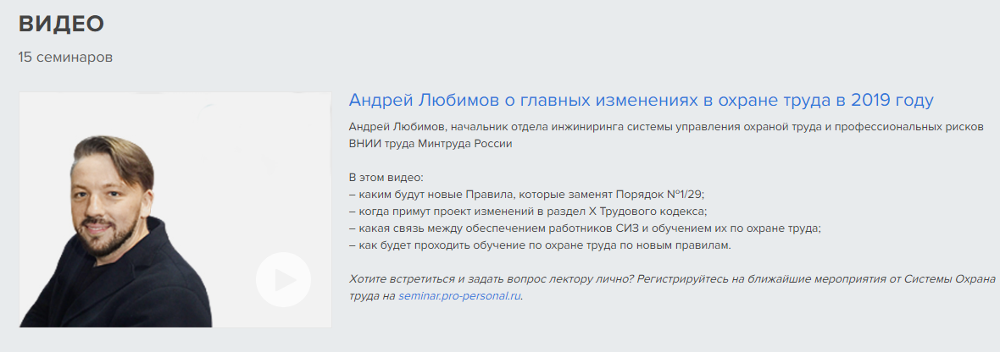 ВИДЕО
15 семинаров
Андрей Любимов о главных изменениях в охране труда в 2019 году
Андрей Любимов, начальник отдела инжиниринга системы управления охраной труда и профессиональных рисков
ВНИИ труда Минтруда России
В этом видео:
– каким будут новые Правила, которые заменят Порядок №1/29;
– когда примут проект изменений в раздел X Трудового кодекса;
– какая связь между обеспечением работников СИЗ и обучением их по охране труда;
– как будет проходить обучение по охране труда по новым правилам.
Хотите встретиться и задать вопрос лектору лично? Регистрируйтесь на ближайшие мероприятия от Системы Охрана
труда на seminar.pro-personal.ru.